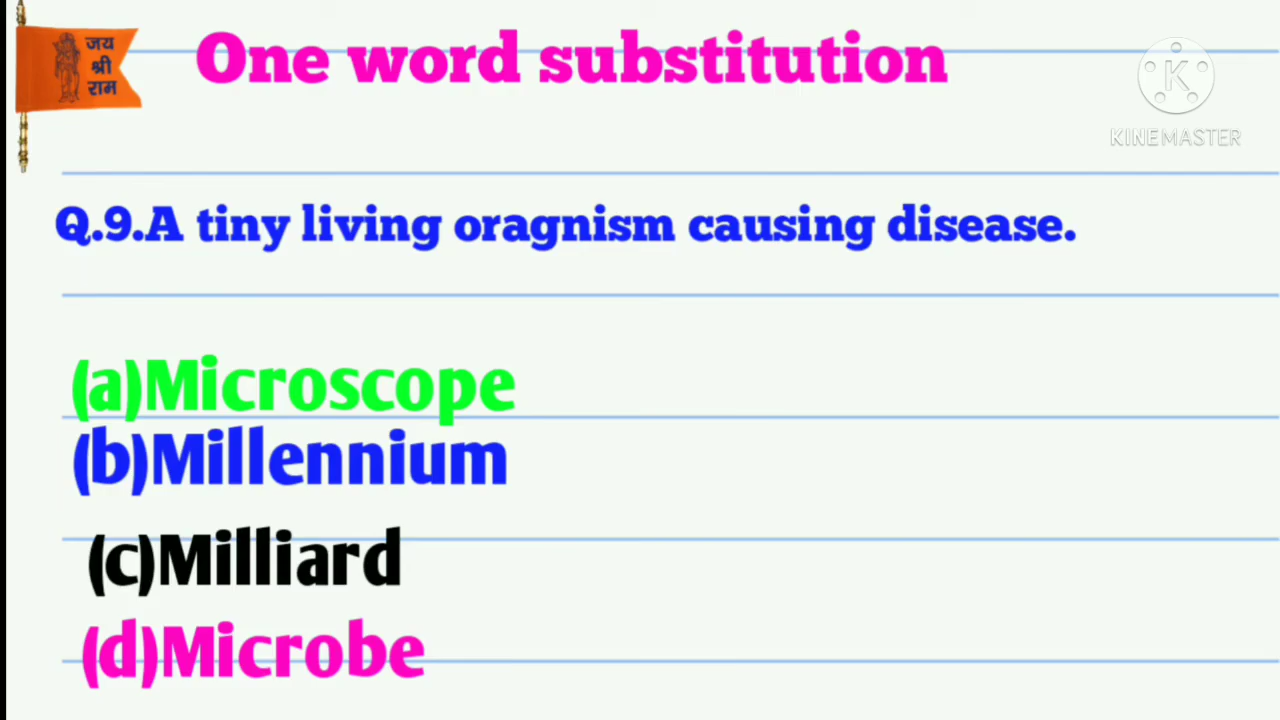 जय
श्री
राम
One word substitution
KINEMASTER
Q.9.A tiny living oragnism causing disease.
(a)Microscope
(b)Millennium
(c)Milliard
(d)Microbe